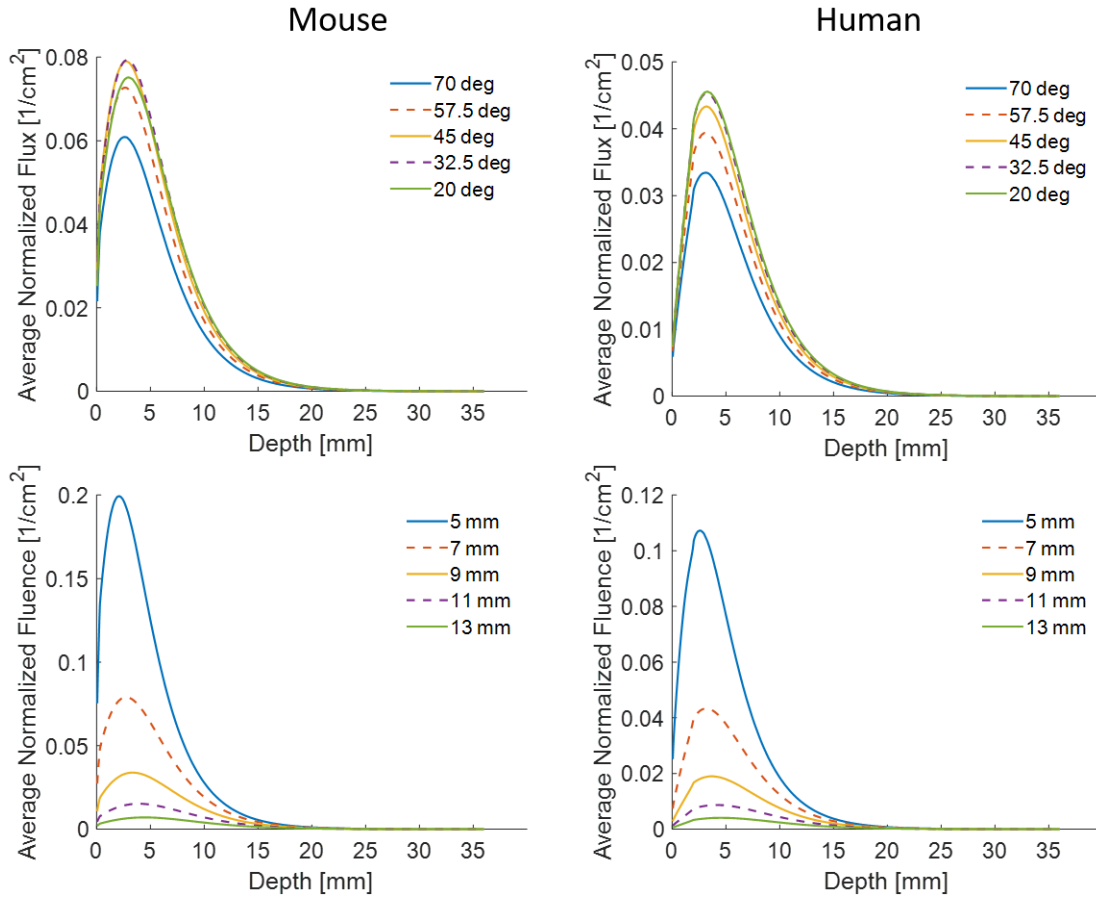 Mouse
Human
Average Normalized Flux [1/cm²]
0.08
0.06
0.04
0.02
0
70 deg
57.5 deg
45 deg
32.5 deg
20 deg
0 5 10 15 20 25 30 35
Depth [mm]
Average Normalized Flux [1/cm²]
0.05
0.04
0.03
0.02
0.01
0
70 deg
57.5 deg
45 deg
32.5 deg
20 deg
0 5 10 15 20 25 30 35
Depth [mm]
Average Normalized Fluence [1/cm²]
0.2
0.15
0.1
0.05
0
5 mm
7 mm
9 mm
11 mm
13 mm
0 5 10 15 20 25 30 35
Depth [mm]
Average Normalized Fluence [1/cm²]
0.12
0.1
0.08
0.06
0.04
0.02
0
5 mm
7 mm
9 mm
11 mm
13 mm
0 5 10 15 20 25 30 35
Depth [mm]